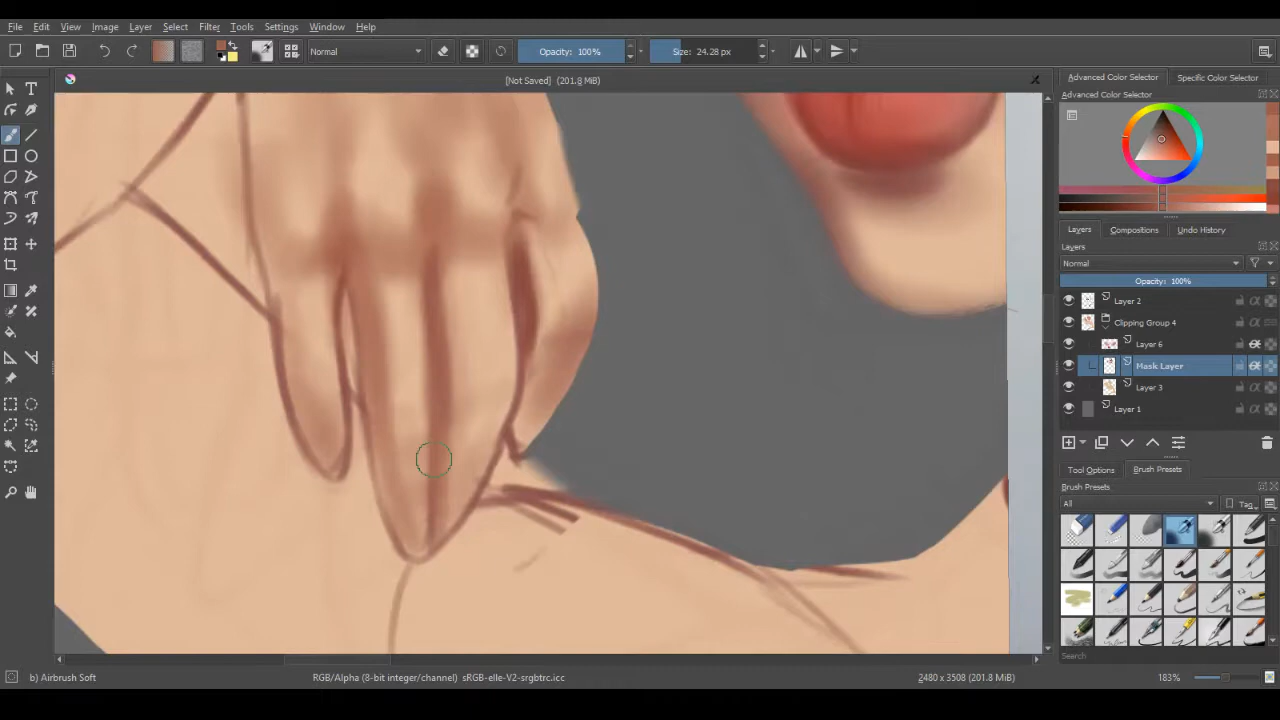 File Edit View Image Layer Select Filter Tools Settings Window Help
Normal Opacity: 100% Size: 24.28 px
[Not Saved] (201.8 MiB)
Advanced Color Selector Specific Color Selector
Advanced Color Selector
Layers Compositions Undo History
Layers
Normal
Opacity: 100%
Layer 2
Clipping Group 4
Layer 6
Mask Layer
Layer 3
Layer 1
Tool Options Brush Presets
Brush Presets
All Tag
Search
b) Airbrush Soft RGB/Alpha (8-bit integer/channel) sRGB-elle-V2-srgbtrc.icc 2480 x 3508 (201.8 MiB) 183%